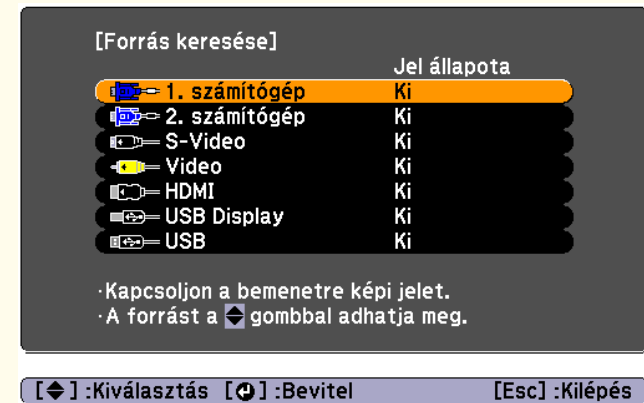 [Forrás keresése]
Jel állapota
1. számítógép Ki
2. számítógép Ki
S-Video Ki
Video Ki
HDMI Ki
USB Display Ki
USB Ki
·Kapcsoljon a bemenetre képi jelet.
·A forrást a gombbal adhatja meg.
[ ] :Kiválasztás [ ] :Bevitel [Esc] :Kilépés